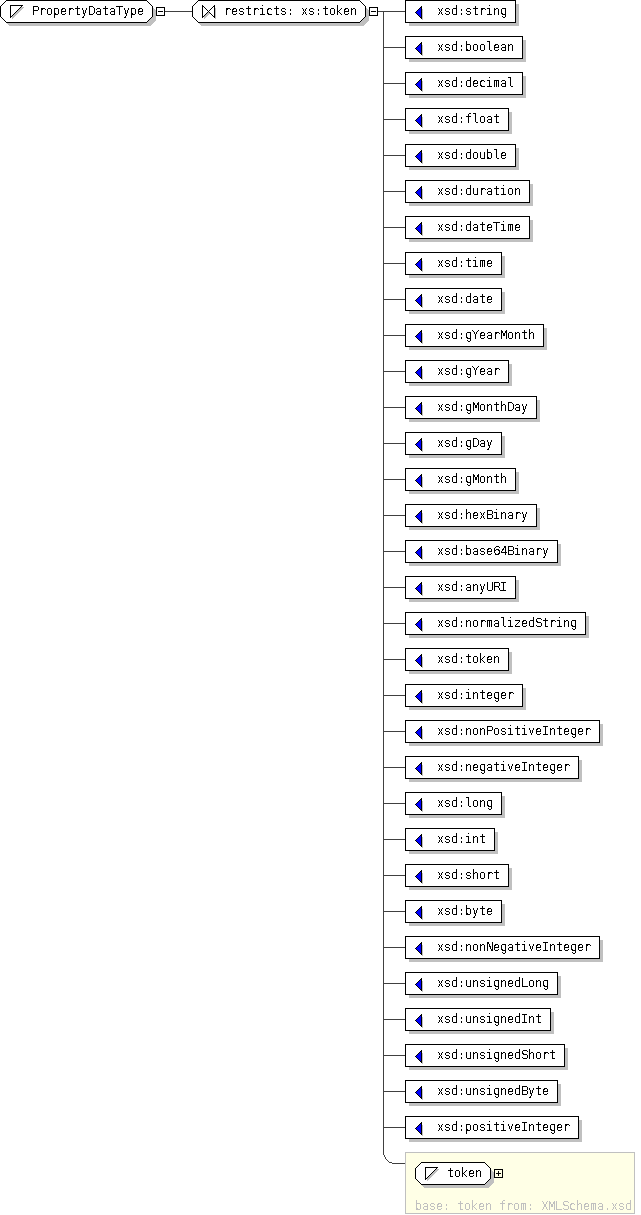 PropertyDataType
restricts: xs:token
xsd:string
xsd:boolean
xsd:decimal
xsd:float
xsd:double
xsd:duration
xsd:dateTime
xsd:time
xsd:date
xsd:gYearMonth
xsd:gYear
xsd:gMonthDay
xsd:gDay
xsd:gMonth
xsd:hexBinary
xsd:base64Binary
xsd:anyURI
xsd:normalizedString
xsd:token
xsd:integer
xsd:nonPositiveInteger
xsd:negativeInteger
xsd:long
xsd:int
xsd:short
xsd:byte
xsd:nonNegativeInteger
xsd:unsignedLong
xsd:unsignedInt
xsd:unsignedShort
xsd:unsignedByte
xsd:positiveInteger
token
base: token from: XMLSchema.xsd